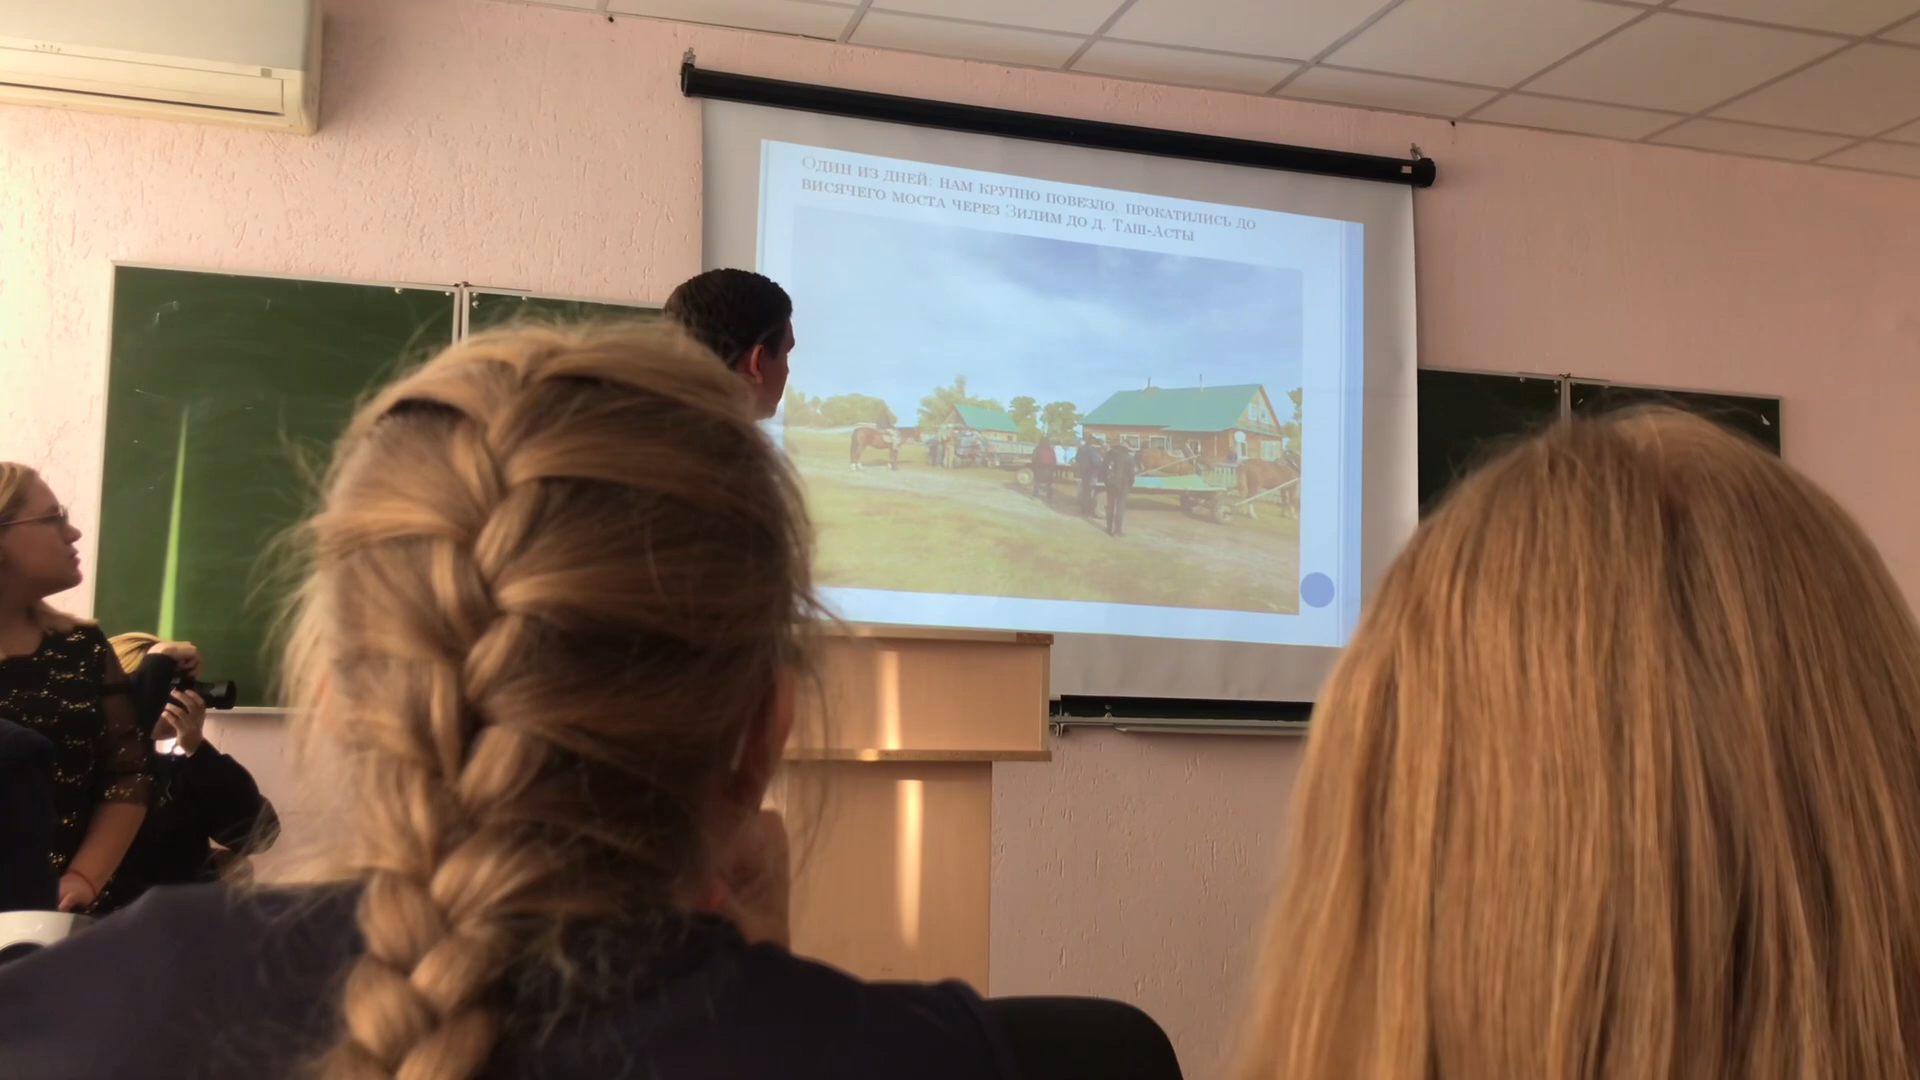 Один из дней: нам крупно повезло, прокатились до
висячего моста через Зилим до д. Таш-Асты